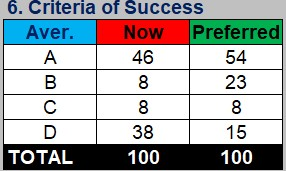 6. Criteria of Success
Aver. Now Preferred
A 46 54
B 8 23
C 8 8
D 38 15
TOTAL 100 100